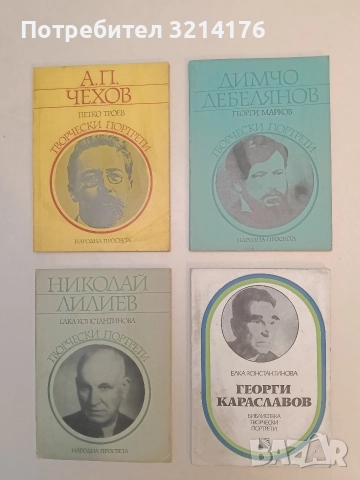 Потребител 3214176
А.П.
ЧЕХОВ
ПЕТКО ТРОЕВ
ТВОРЧЕСКИ ПОРТРЕТИ
НАРОДНА ПРОСВЕТА
ДИМЧО
ДЕБЕЛЯНОВ
ГЕОРГИ МАРКОВ
ТВОРЧЕСКИ ПОРТРЕТИ
НАРОДНА ПРОСВЕТА
НИКОЛАЙ
ЛИЛИЕВ
ЕЛКА КОНСТАНТИНОВА
ТВОРЧЕСКИ ПОРТРЕТИ
НАРОДНА ПРОСВЕТА
ЕЛКА КОНСТАНТИНОВА
ГЕОРГИ
КАРАСЛАВОВ
БИБЛИОТЕКА
ТВОРЧЕСКИ
ПОРТРЕТИ
BAZAR